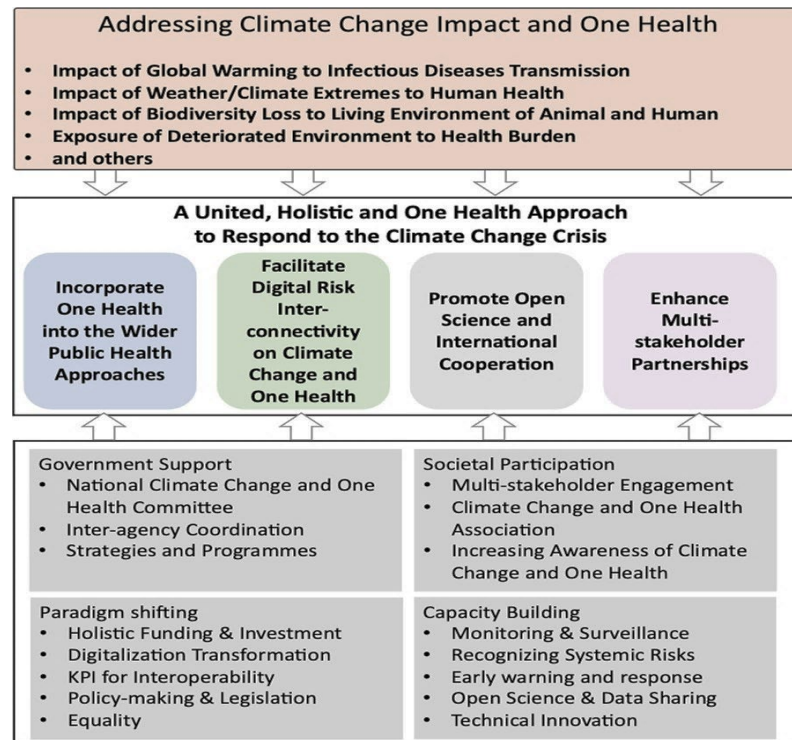 Addressing Climate Change Impact and One Health
• Impact of Global Warming to Infectious Diseases Transmission
• Impact of Weather/Climate Extremes to Human Health
• Impact of Biodiversity Loss to Living Environment of Animal and Human
• Exposure of Deteriorated Environment to Health Burden
• and others
A United, Holistic and One Health Approach
to Respond to the Climate Change Crisis
Incorporate
One Health
into the Wider
Public Health
Approaches
Facilitate
Digital Risk
Inter-
connectivity
on Climate
Change and
One Health
Promote Open
Science and
International
Cooperation
Enhance
Multi-
stakeholder
Partnerships
Government Support
• National Climate Change and One
Health Committee
• Inter-agency Coordination
• Strategies and Programmes
Societal Participation
• Multi-stakeholder Engagement
• Climate Change and One Health
Association
• Increasing Awareness of Climate
Change and One Health
Paradigm shifting
• Holistic Funding & Investment
• Digitalization Transformation
• KPI for Interoperability
• Policy-making & Legislation
• Equality
Capacity Building
• Monitoring & Surveillance
• Recognizing Systemic Risks
• Early warning and response
• Open Science & Data Sharing
• Technical Innovation